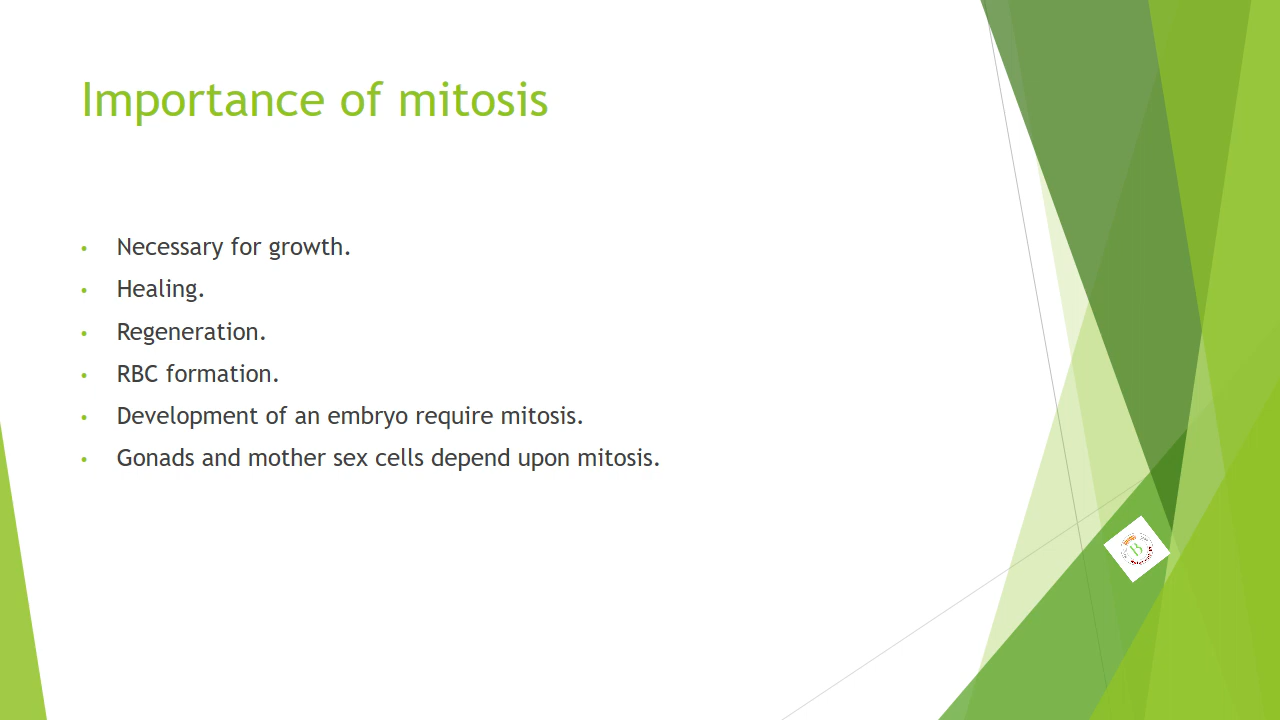 Importance of mitosis
• Necessary for growth.
• Healing.
• Regeneration.
• RBC formation.
• Development of an embryo require mitosis.
• Gonads and mother sex cells depend upon mitosis.
B